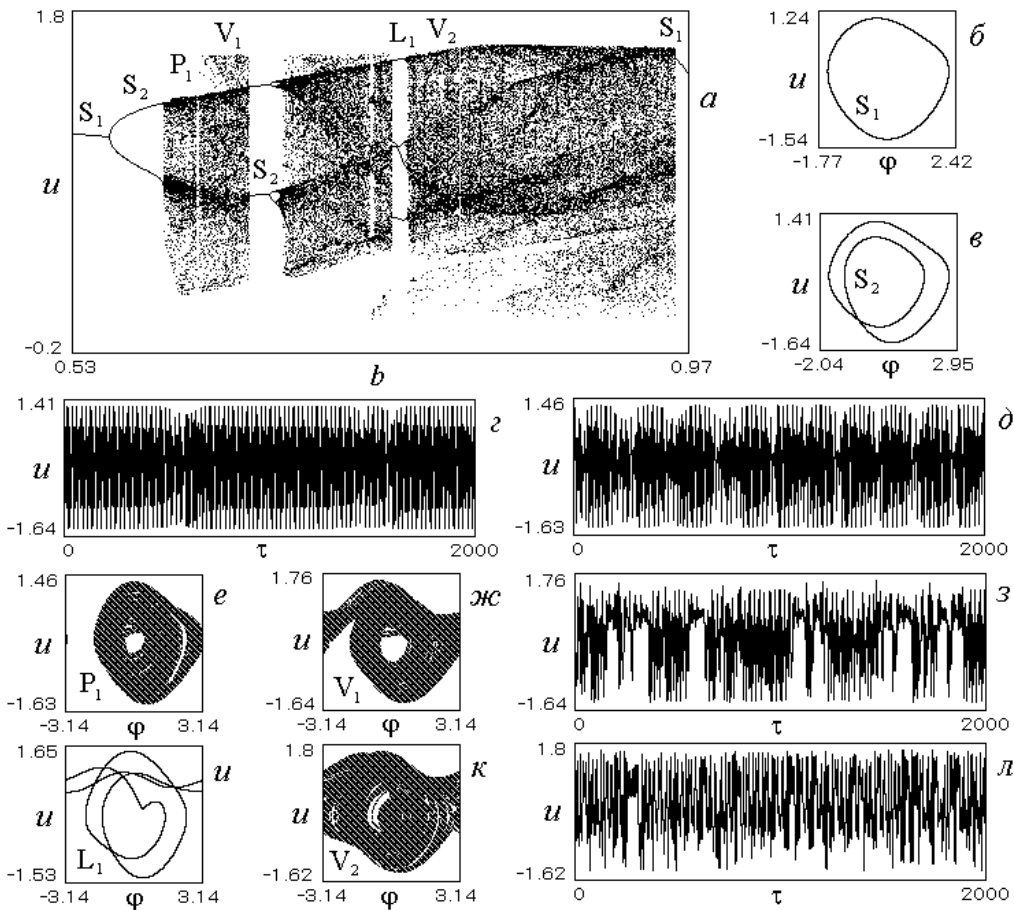 1.8
V₁
L₁ V₂
S₁
P₁
S₂
S₁
u
S₂
a
-0.2
0.53
b
0.97
1.24
б
u
S₁
-1.54
-1.77
φ
2.42
1.41
в
u
S₂
-1.64
-2.04
φ
2.95
1.41
г
u
-1.64
0
τ
2000
1.46
д
u
-1.63
0
τ
2000
1.46
е
u
P₁
-1.63
-3.14
φ
3.14
1.76
ж
u
V₁
-1.64
-3.14
φ
3.14
1.76
з
u
-1.64
0
τ
2000
1.65
и
u
L₁
-1.53
-3.14
φ
3.14
1.8
к
u
V₂
-1.62
-3.14
φ
3.14
1.8
л
u
-1.62
0
τ
2000